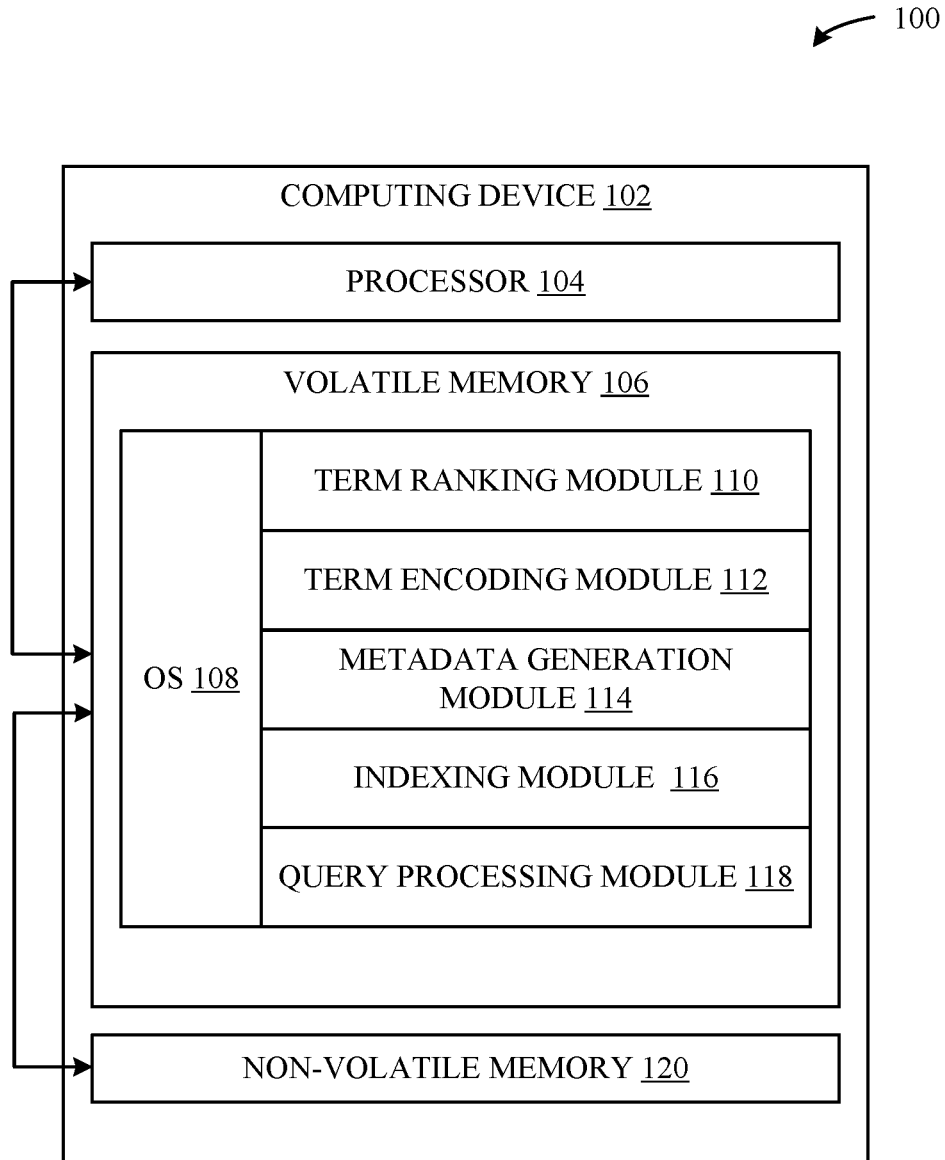 100
COMPUTING DEVICE 102
PROCESSOR 104
VOLATILE MEMORY 106
OS 108
TERM RANKING MODULE 110
TERM ENCODING MODULE 112
METADATA GENERATION
MODULE 114
INDEXING MODULE 116
QUERY PROCESSING MODULE 118
NON-VOLATILE MEMORY 120